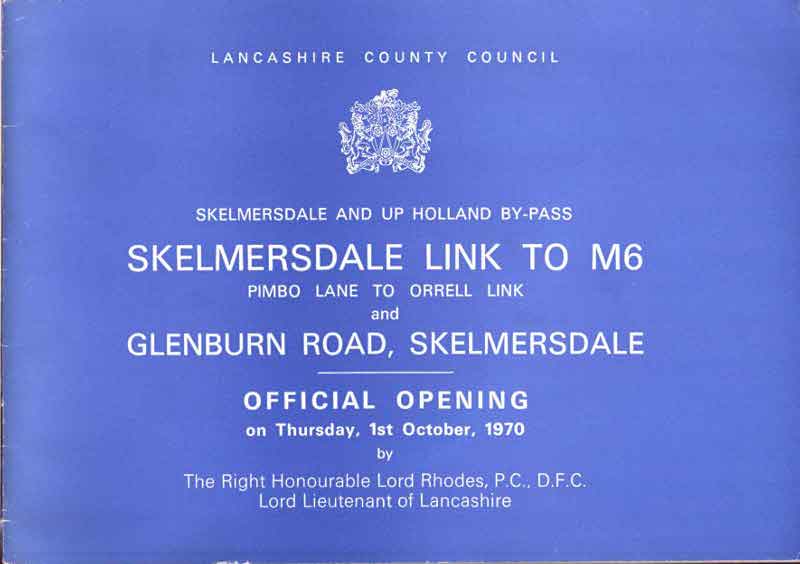 LANCASHIRE COUNTY COUNCIL
SKELMERSDALE AND UP HOLLAND BY-PASS
SKELMERSDALE LINK TO M6
PIMBO LANE TO ORRELL LINK
and
GLENBURN ROAD, SKELMERSDALE
OFFICIAL OPENING
on Thursday, 1st October, 1970
by
The Right Honourable Lord Rhodes, P.C., D.F.C.
Lord Lieutenant of Lancashire